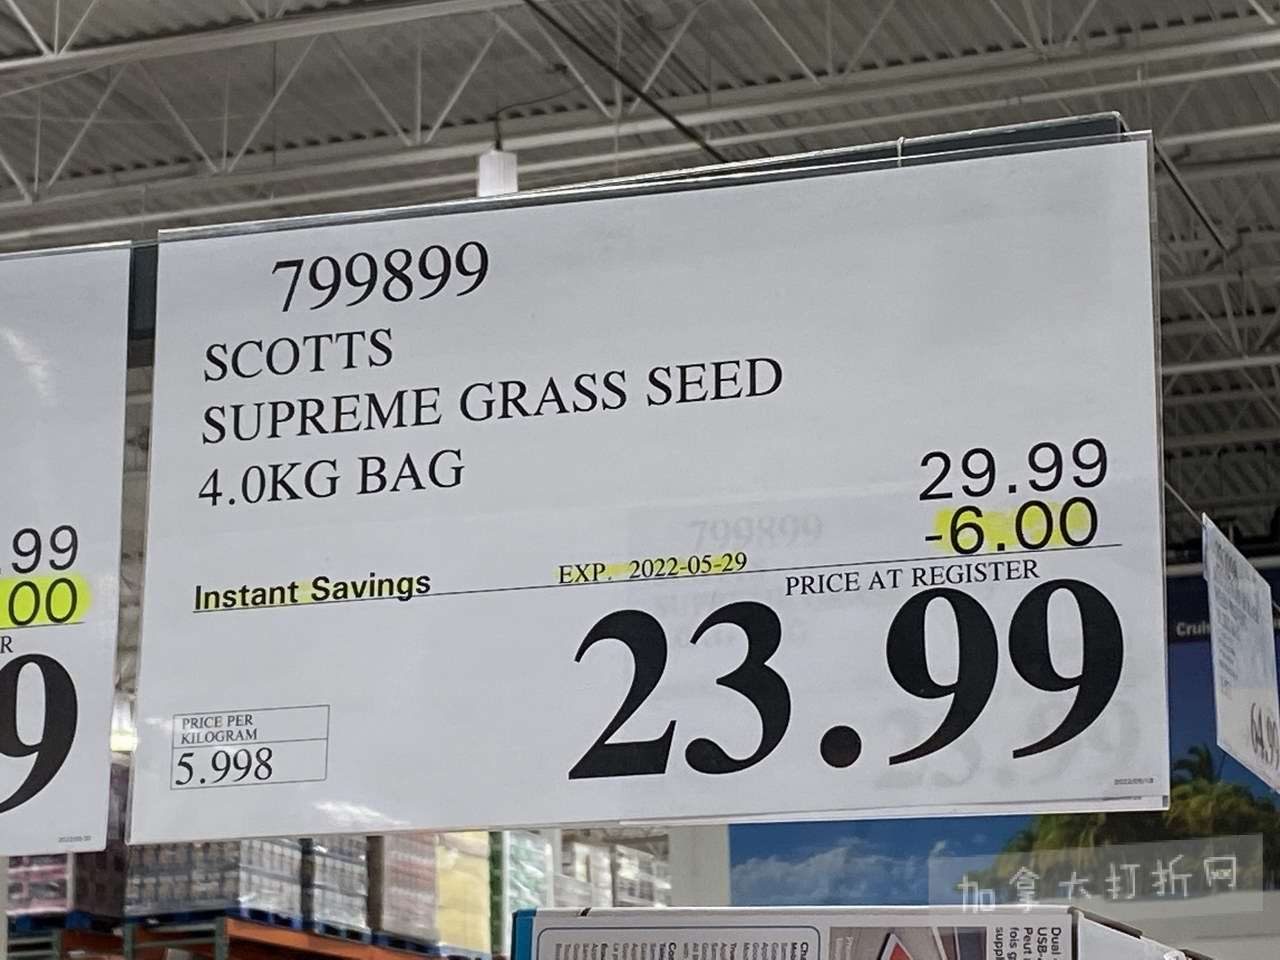 799899
SCOTTS
SUPREME GRASS SEED
4.0KG BAG
29.99
-6.00
Instant Savings EXP. 2022-05-29
PRICE AT REGISTER
23.99
PRICE PER
KILOGRAM
5.998
.99
.00
R
9
加拿大打折网